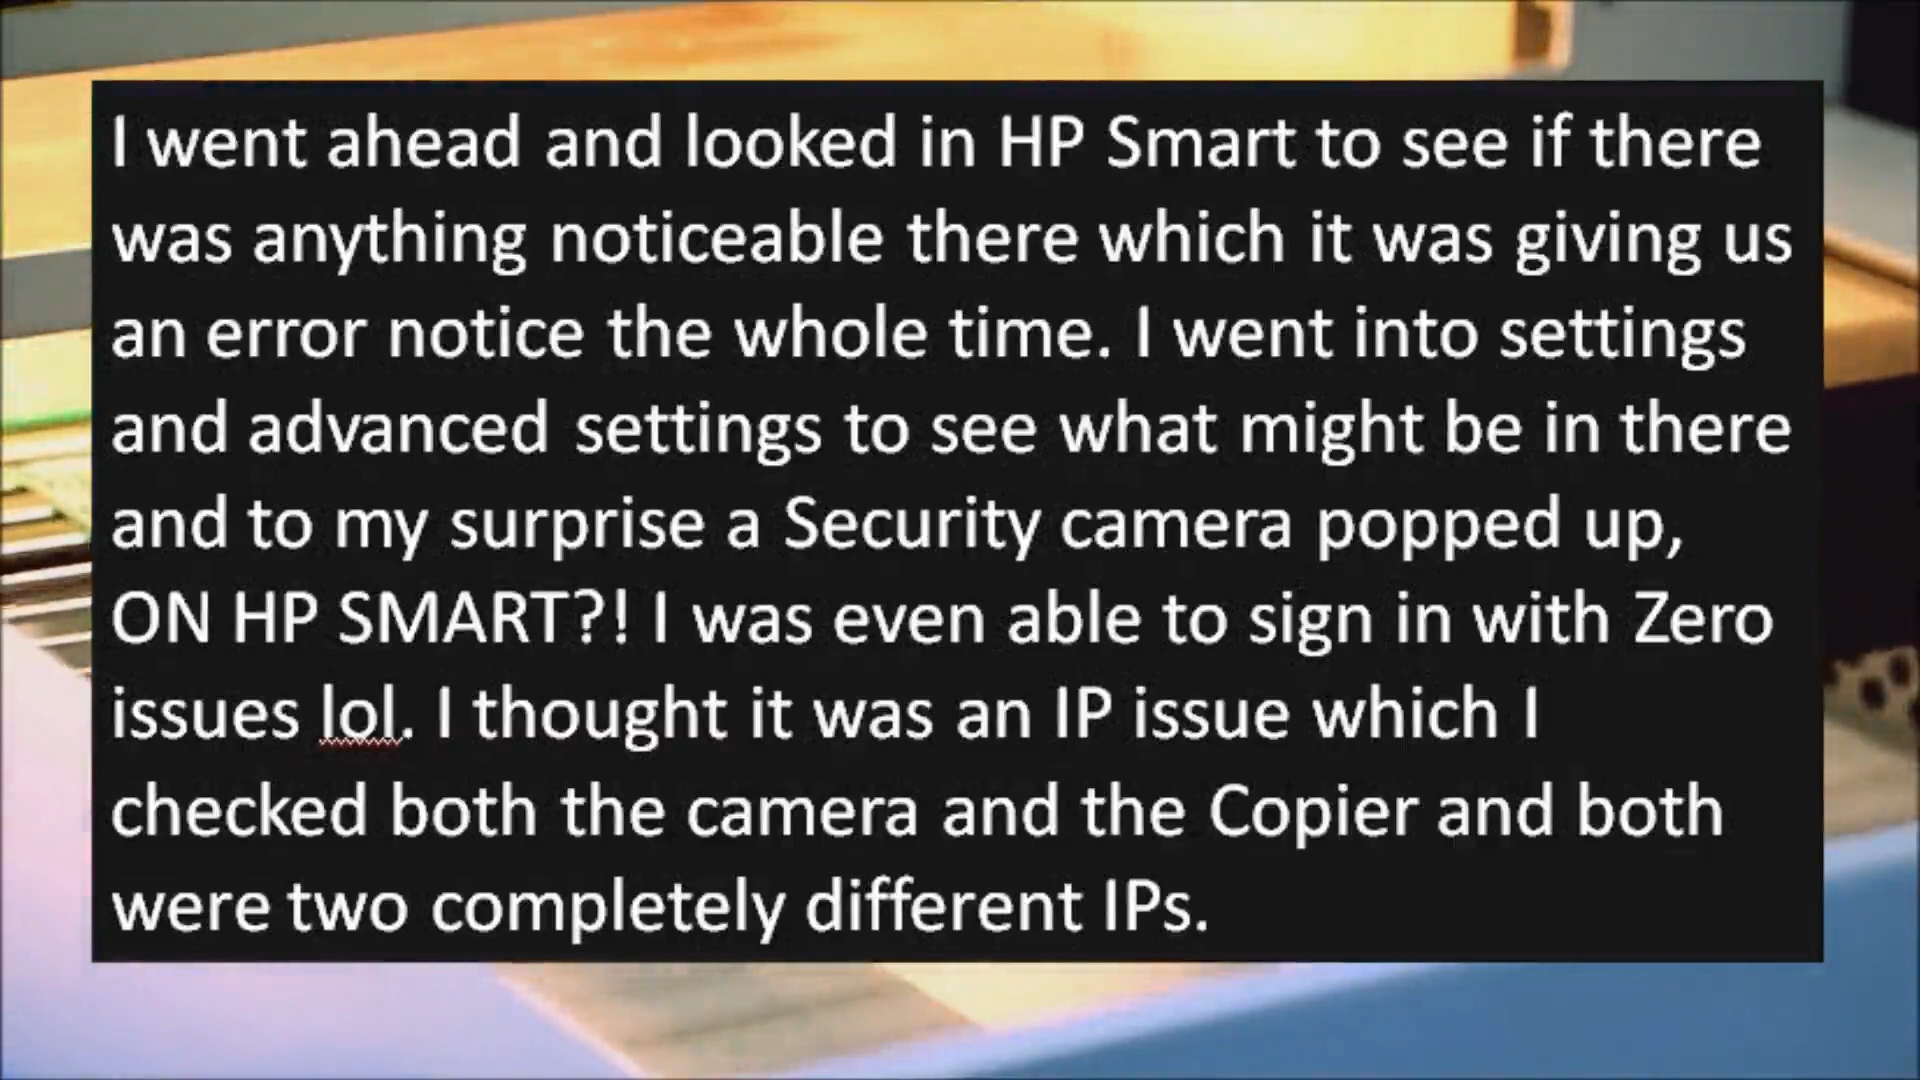 I went ahead and looked in HP Smart to see if there
was anything noticeable there which it was giving us
an error notice the whole time. I went into settings
and advanced settings to see what might be in there
and to my surprise a Security camera popped up,
ON HP SMART?! I was even able to sign in with Zero
issues lol. I thought it was an IP issue which I
checked both the camera and the Copier and both
were two completely different IPs.